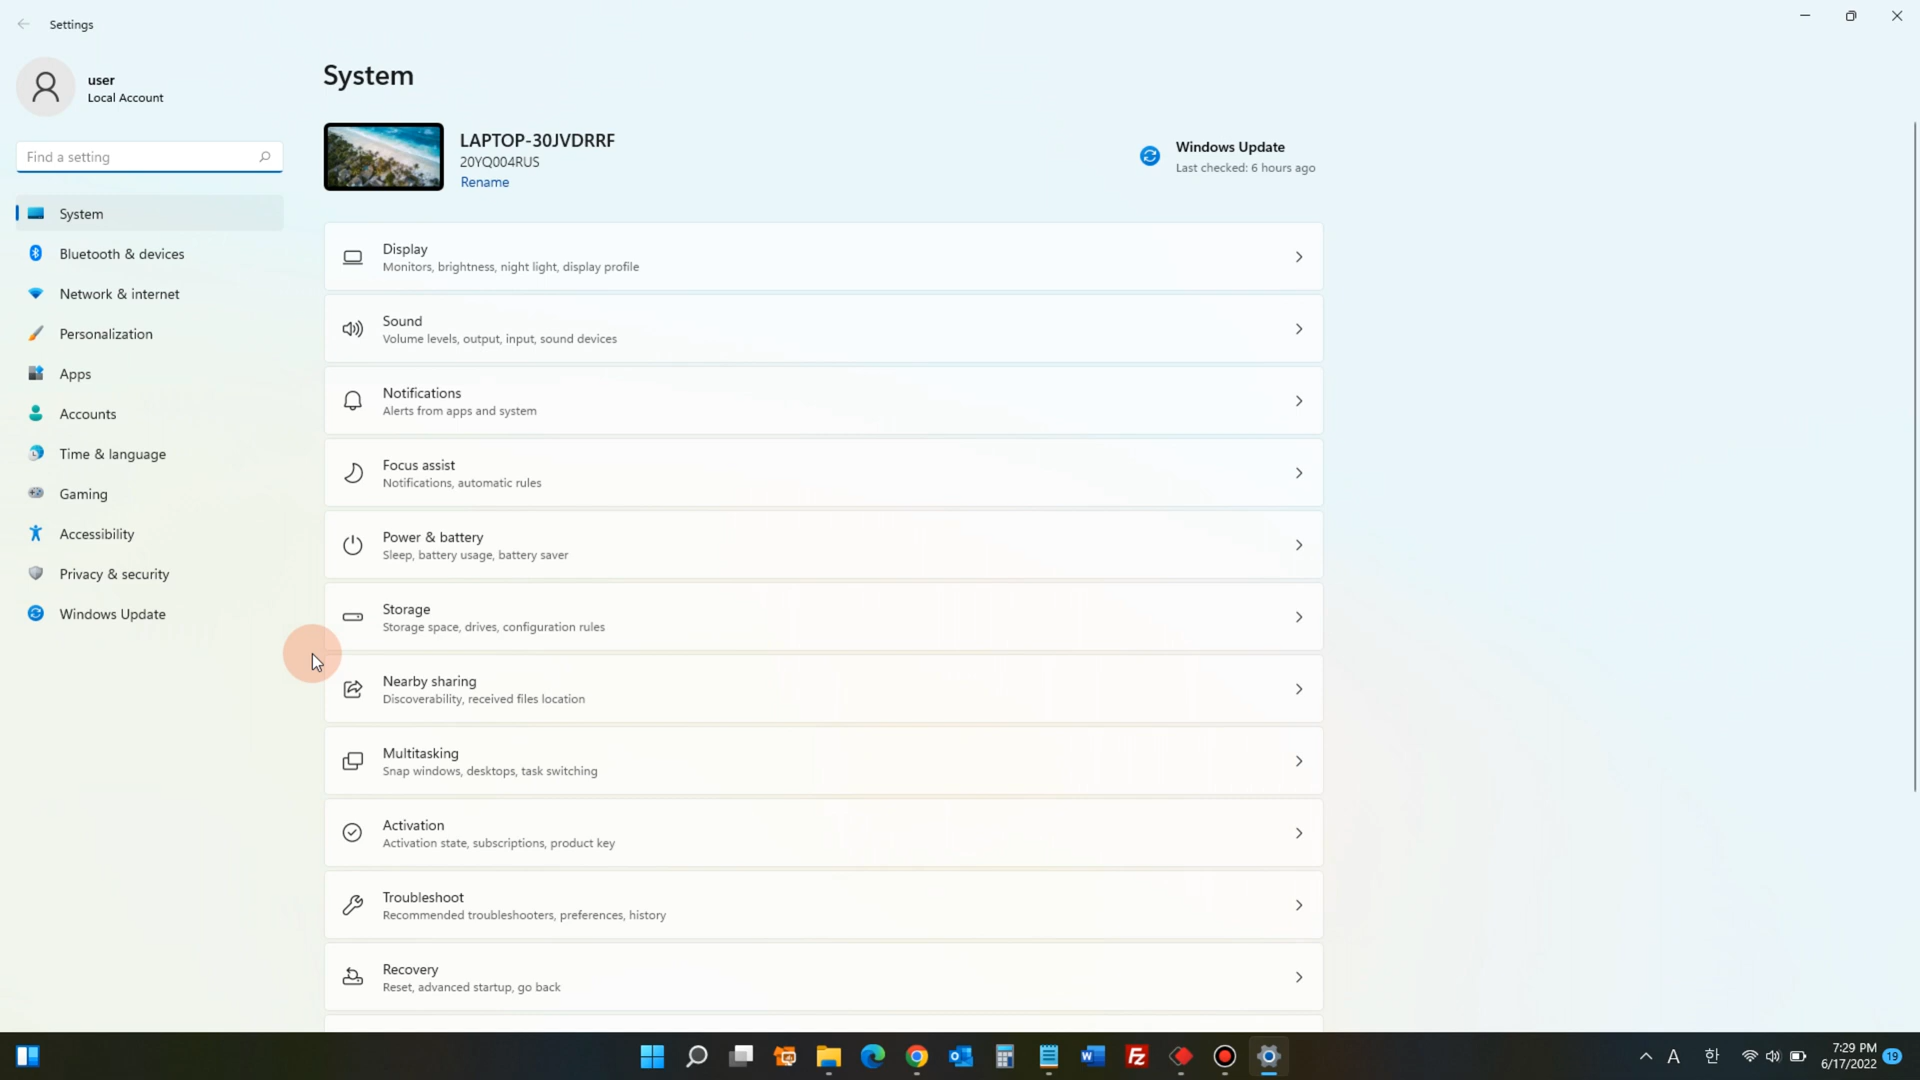 Settings
user
Local Account
Find a setting
System
Bluetooth & devices
Network & internet
Personalization
Apps
Accounts
Time & language
Gaming
Accessibility
Privacy & security
Windows Update
System
LAPTOP-30JVDRRF
20YQ004RUS
Rename
Windows Update
Last checked: 6 hours ago
Display
Monitors, brightness, night light, display profile
Sound
Volume levels, output, input, sound devices
Notifications
Alerts from apps and system
Focus assist
Notifications, automatic rules
Power & battery
Sleep, battery usage, battery saver
Storage
Storage space, drives, configuration rules
Nearby sharing
Discoverability, received files location
Multitasking
Snap windows, desktops, task switching
Activation
Activation state, subscriptions, product key
Troubleshoot
Recommended troubleshooters, preferences, history
Recovery
Reset, advanced startup, go back
W
FZ
A
한
7:29 PM
6/17/2022
19